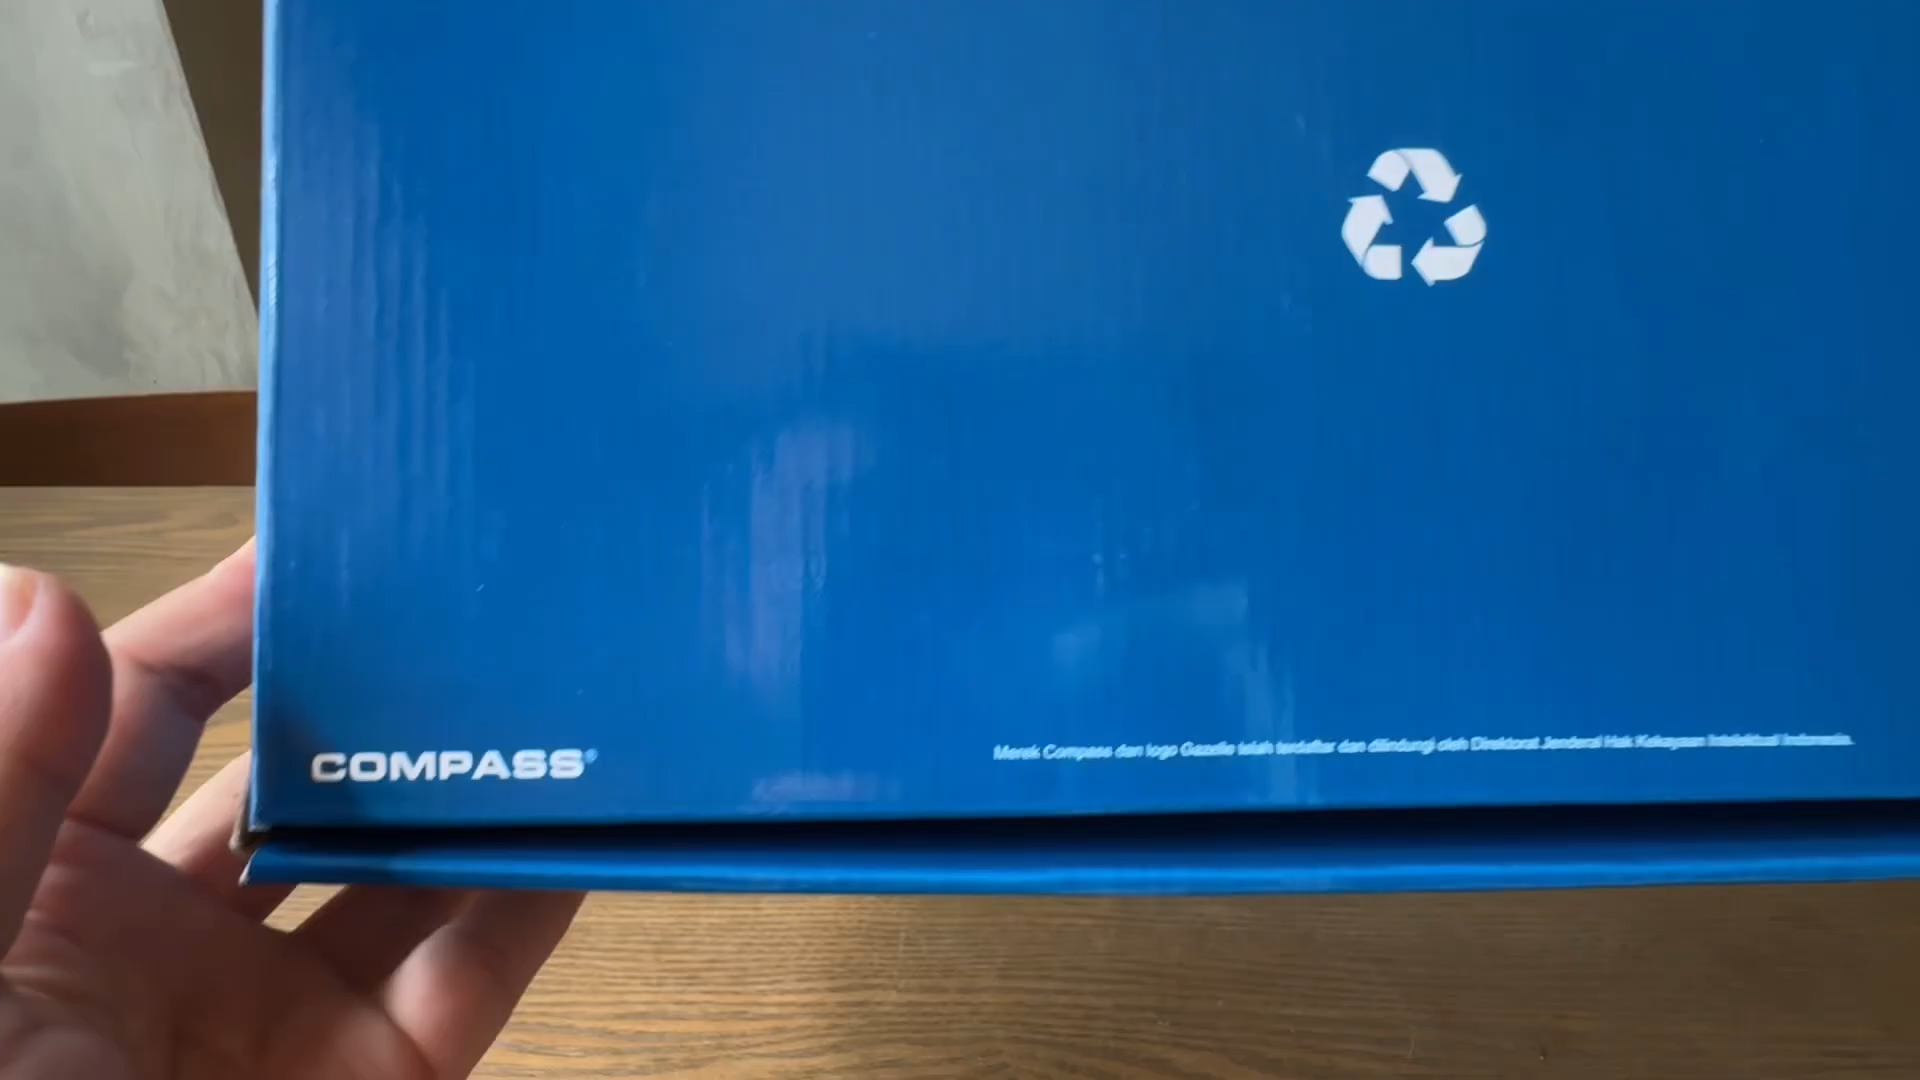 COMPASS®
Merek Compass dan logo Gazelle telah terdaftar dan dilindungi oleh Direktorat Jenderal Hak Kekayaan Intelektual Indonesia.